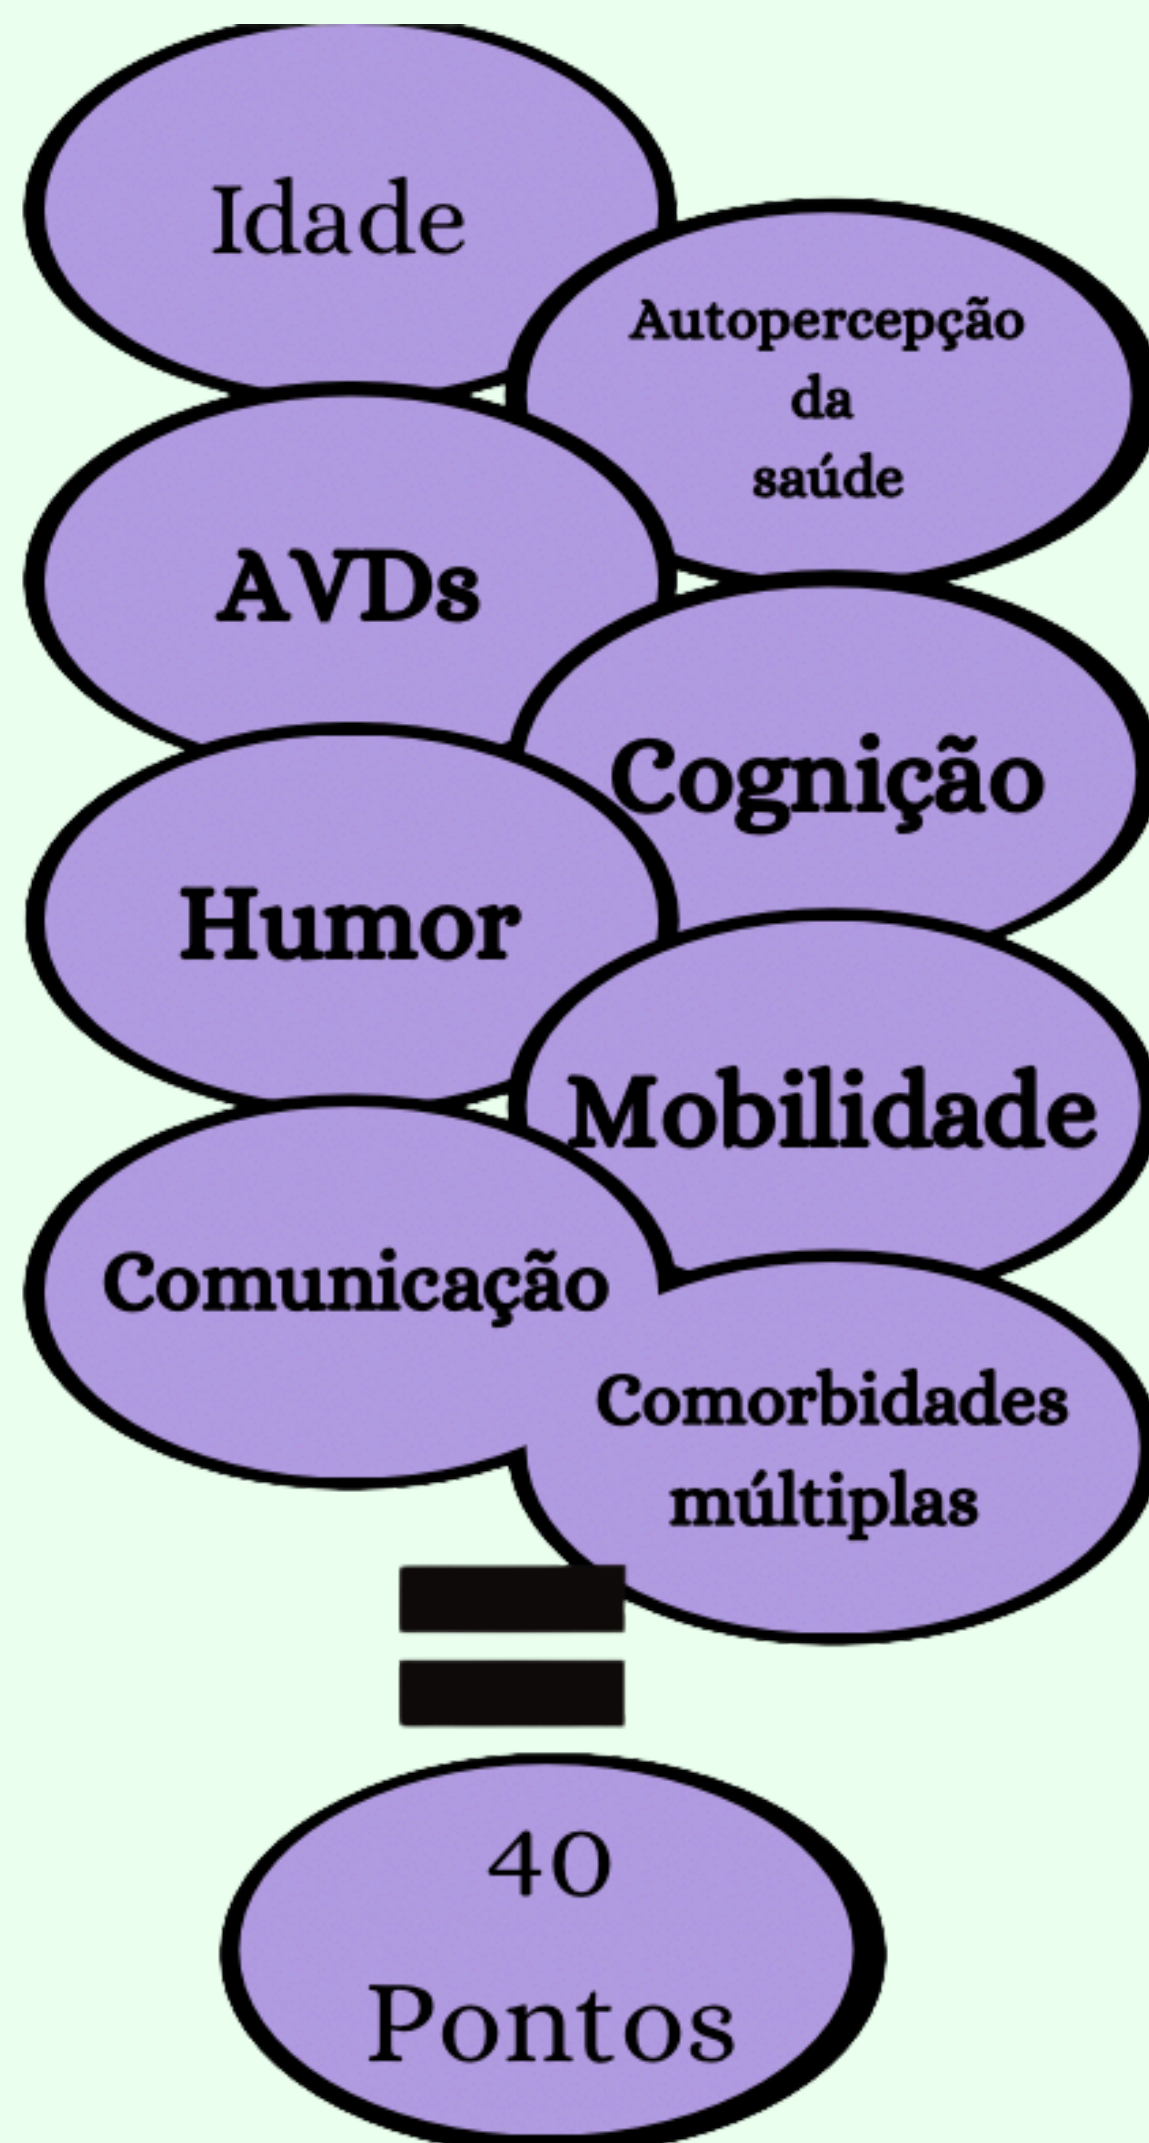 Idade
Autopercepção
da
saúde
AVDs
Cognição
Humor
Mobilidade
Comunicação
Comorbidades
múltiplas
=
40
Pontos